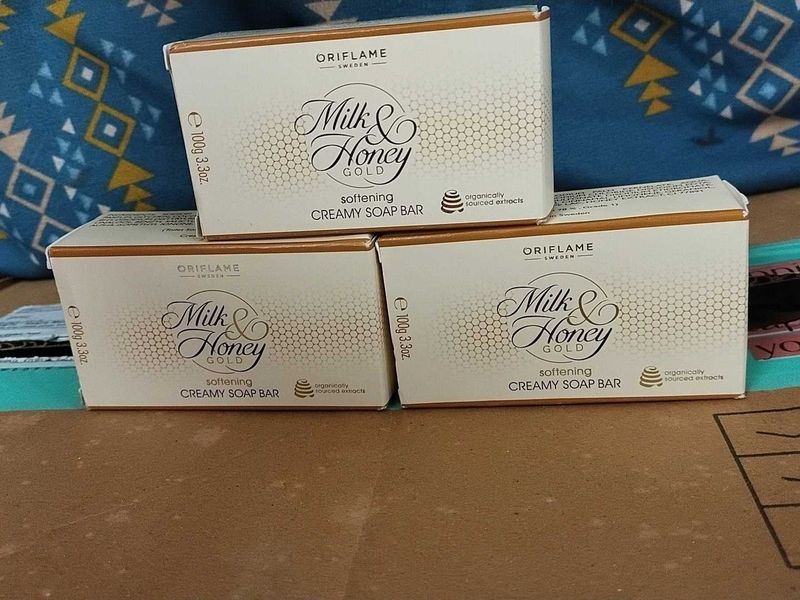 ORIFLAME
SWEDEN
Milk &
Honey
GOLD
softening
CREAMY SOAP BAR
organically
sourced extracts
℮ 100g 3.3oz.
ORIFLAME
SWEDEN
Milk &
Honey
GOLD
softening
CREAMY SOAP BAR
organically
sourced extracts
℮ 100g 3.3oz.
ORIFLAME
SWEDEN
Milk &
Honey
GOLD
softening
CREAMY SOAP BAR
organically
sourced extracts
℮ 100g 3.3oz.
Sweden
yo